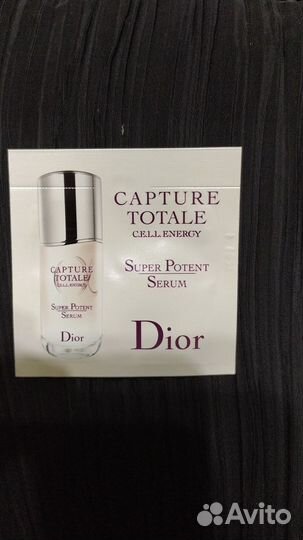 CAPTURE
TOTALE
C.E.L.L. ENERGY
SUPER POTENT
SERUM
Dior
CAPTURE
TOTALE
C.E.L.L. ENERGY
SUPER POTENT
SERUM
Dior
Avito